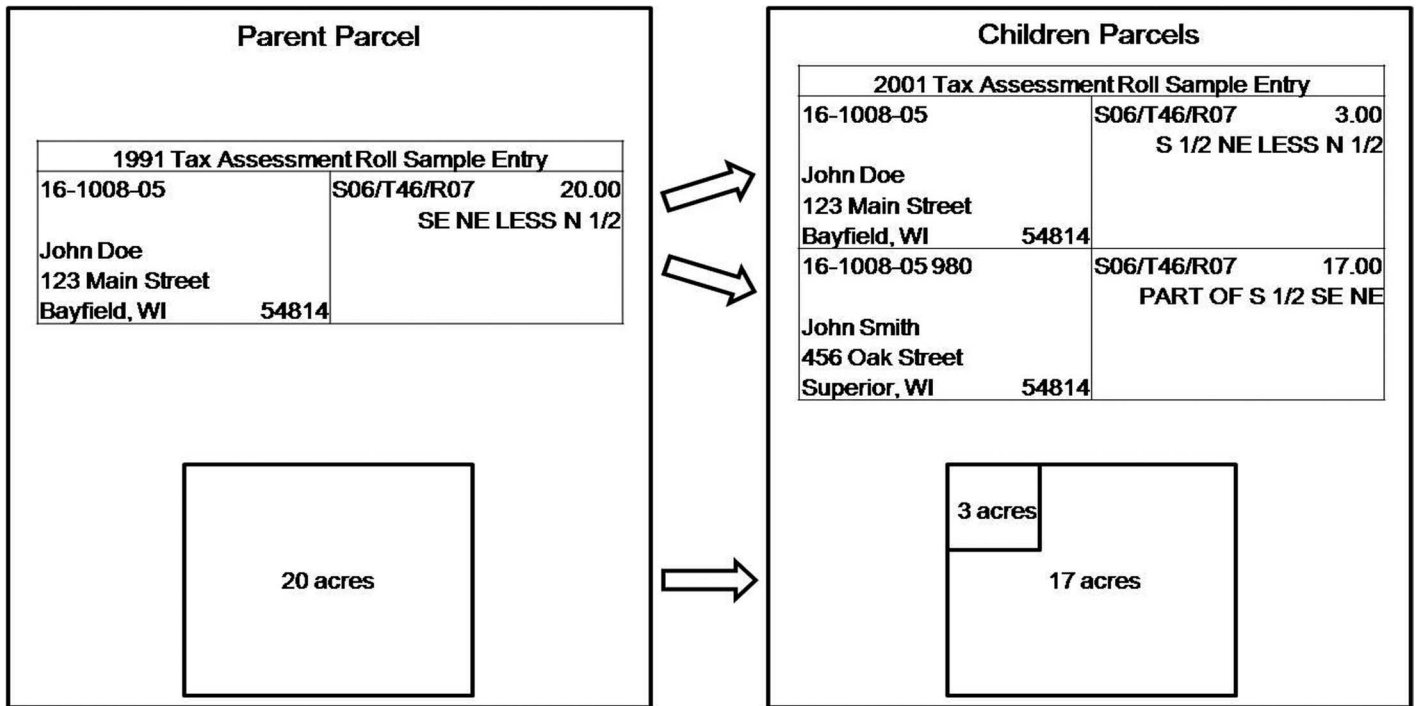 Parent Parcel
1991 Tax Assessment Roll Sample Entry
16-1008-05 S06/T46/R07 20.00
SE NE LESS N 1/2
John Doe
123 Main Street
Bayfield, WI 54814
20 acres
Children Parcels
2001 Tax Assessment Roll Sample Entry
16-1008-05 S06/T46/R07 3.00
S 1/2 NE LESS N 1/2
John Doe
123 Main Street
Bayfield, WI 54814
16-1008-05 980 S06/T46/R07 17.00
PART OF S 1/2 SE NE
John Smith
456 Oak Street
Superior, WI 54814
3 acres
17 acres